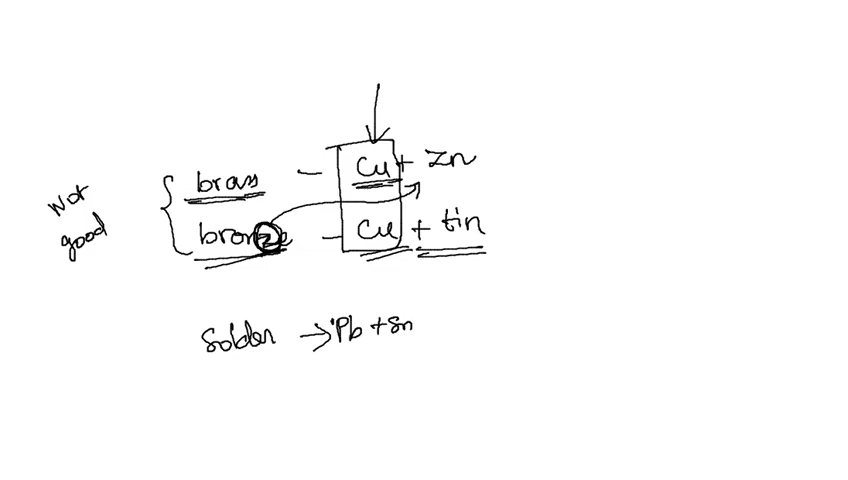 brass - Cu + Zn
Not
good
bronze - Cu + tin
Solder → Pb + Sn